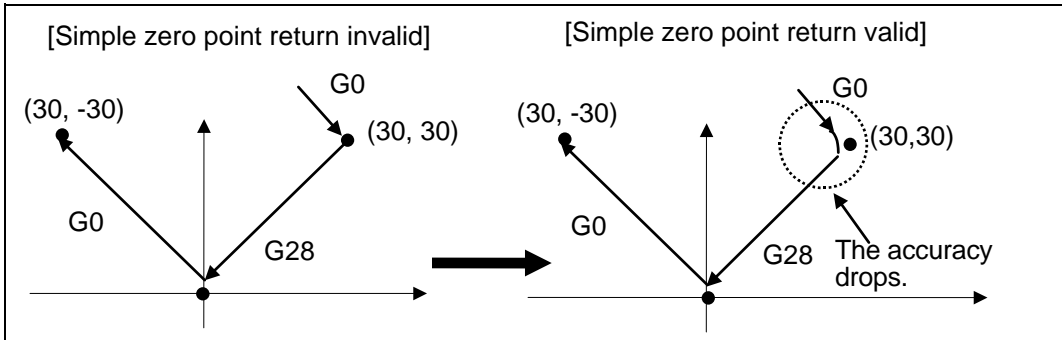 [Simple zero point return invalid]
G0
(30, -30)
(30, 30)
G0
G28
[Simple zero point return valid]
G0
(30, -30)
(30,30)
G0
G28
The accuracy
drops.